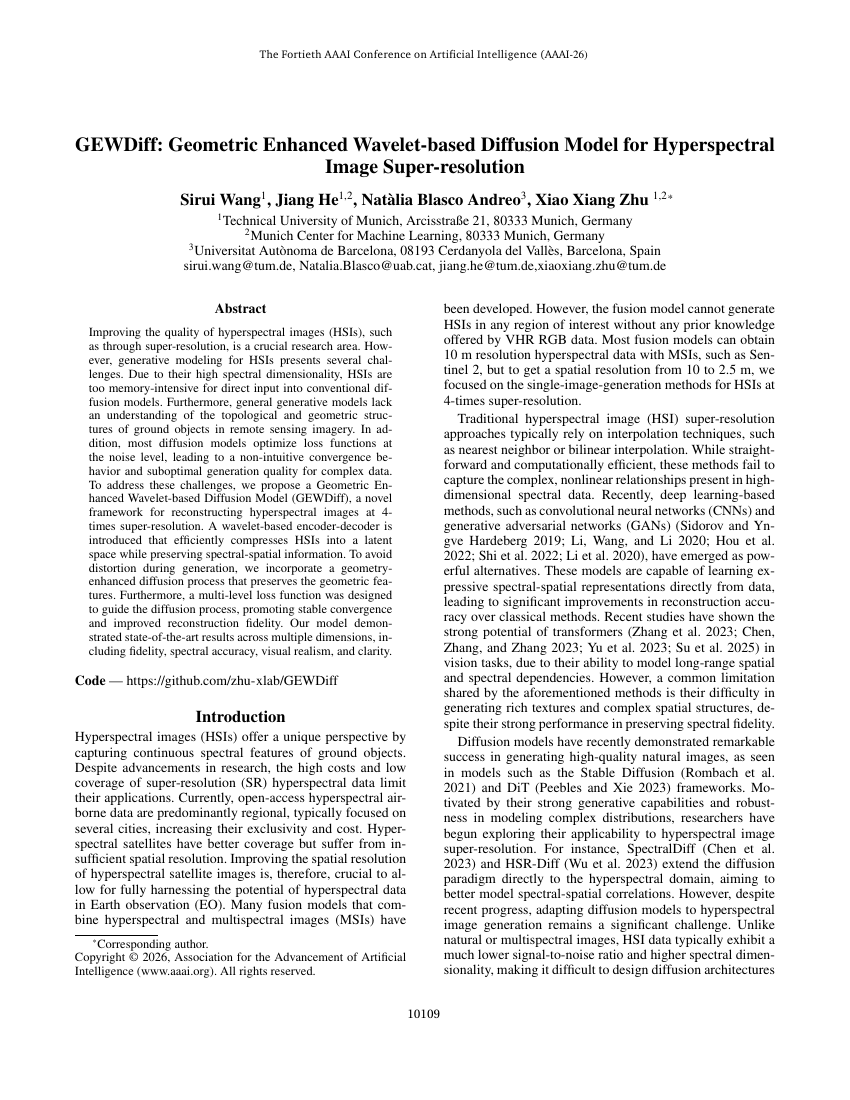 The Fortieth AAAI Conference on Artificial Intelligence (AAAI-26)
GEWDiff: Geometric Enhanced Wavelet-based Diffusion Model for Hyperspectral
Image Super-resolution
Sirui Wang1, Jiang He1,2, Natàlia Blasco Andreo3, Xiao Xiang Zhu 1,2*
1Technical University of Munich, Arcisstraße 21, 80333 Munich, Germany
2Munich Center for Machine Learning, 80333 Munich, Germany
3Universitat Autònoma de Barcelona, 08193 Cerdanyola del Vallès, Barcelona, Spain
sirui.wang@tum.de, Natalia.Blasco@uab.cat, jiang.he@tum.de,xiaoxiang.zhu@tum.de
Abstract
Improving the quality of hyperspectral images (HSIs), such
as through super-resolution, is a crucial research area. How-
ever, generative modeling for HSIs presents several chal-
lenges. Due to their high spectral dimensionality, HSIs are
too memory-intensive for direct input into conventional dif-
fusion models. Furthermore, general generative models lack
an understanding of the topological and geometric struc-
tures of ground objects in remote sensing imagery. In ad-
dition, most diffusion models optimize loss functions at
the noise level, leading to a non-intuitive convergence be-
havior and suboptimal generation quality for complex data.
To address these challenges, we propose a Geometric En-
hanced Wavelet-based Diffusion Model (GEWDiff), a novel
framework for reconstructing hyperspectral images at 4-
times super-resolution. A wavelet-based encoder-decoder is
introduced that efficiently compresses HSIs into a latent
space while preserving spectral-spatial information. To avoid
distortion during generation, we incorporate a geometry-
enhanced diffusion process that preserves the geometric fea-
tures. Furthermore, a multi-level loss function was designed
to guide the diffusion process, promoting stable convergence
and improved reconstruction fidelity. Our model demon-
strated state-of-the-art results across multiple dimensions, in-
cluding fidelity, spectral accuracy, visual realism, and clarity.
Code — https://github.com/zhu-xlab/GEWDiff
Introduction
Hyperspectral images (HSIs) offer a unique perspective by
capturing continuous spectral features of ground objects.
Despite advancements in research, the high costs and low
coverage of super-resolution (SR) hyperspectral data limit
their applications. Currently, open-access hyperspectral air-
borne data are predominantly regional, typically focused on
several cities, increasing their exclusivity and cost. Hyper-
spectral satellites have better coverage but suffer from in-
sufficient spatial resolution. Improving the spatial resolution
of hyperspectral satellite images is, therefore, crucial to al-
low for fully harnessing the potential of hyperspectral data
in Earth observation (EO). Many fusion models that com-
bine hyperspectral and multispectral images (MSIs) have
*Corresponding author.
Copyright © 2026, Association for the Advancement of Artificial
Intelligence (www.aaai.org). All rights reserved.
been developed. However, the fusion model cannot generate
HSIs in any region of interest without any prior knowledge
offered by VHR RGB data. Most fusion models can obtain
10 m resolution hyperspectral data with MSIs, such as Sen-
tinel 2, but to get a spatial resolution from 10 to 2.5 m, we
focused on the single-image-generation methods for HSIs at
4-times super-resolution.
Traditional hyperspectral image (HSI) super-resolution
approaches typically rely on interpolation techniques, such
as nearest neighbor or bilinear interpolation. While straight-
forward and computationally efficient, these methods fail to
capture the complex, nonlinear relationships present in high-
dimensional spectral data. Recently, deep learning-based
methods, such as convolutional neural networks (CNNs) and
generative adversarial networks (GANs) (Sidorov and Yn-
gve Hardeberg 2019; Li, Wang, and Li 2020; Hou et al.
2022; Shi et al. 2022; Li et al. 2020), have emerged as pow-
erful alternatives. These models are capable of learning ex-
pressive spectral-spatial representations directly from data,
leading to significant improvements in reconstruction accu-
racy over classical methods. Recent studies have shown the
strong potential of transformers (Zhang et al. 2023; Chen,
Zhang, and Zhang 2023; Yu et al. 2023; Su et al. 2025) in
vision tasks, due to their ability to model long-range spatial
and spectral dependencies. However, a common limitation
shared by the aforementioned methods is their difficulty in
generating rich textures and complex spatial structures, de-
spite their strong performance in preserving spectral fidelity.
Diffusion models have recently demonstrated remarkable
success in generating high-quality natural images, as seen
in models such as the Stable Diffusion (Rombach et al.
2021) and DiT (Peebles and Xie 2023) frameworks. Mo-
tivated by their strong generative capabilities and robust-
ness in modeling complex distributions, researchers have
begun exploring their applicability to hyperspectral image
super-resolution. For instance, SpectralDiff (Chen et al.
2023) and HSR-Diff (Wu et al. 2023) extend the diffusion
paradigm directly to the hyperspectral domain, aiming to
better model spectral-spatial correlations. However, despite
recent progress, adapting diffusion models to hyperspectral
image generation remains a significant challenge. Unlike
natural or multispectral images, HSI data typically exhibit a
much lower signal-to-noise ratio and higher spectral dimen-
sionality, making it difficult to design diffusion architectures
10109